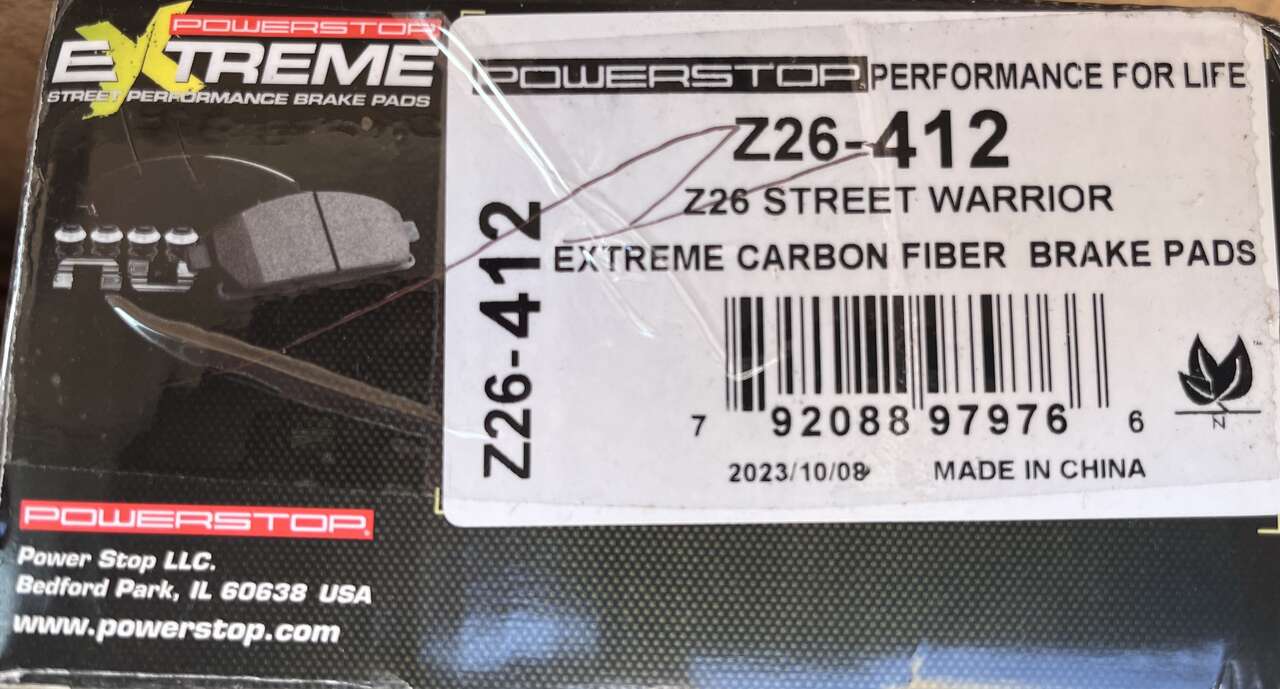 POWERSTOP
EXTREME
STREET PERFORMANCE BRAKE PADS
POWERSTOP PERFORMANCE FOR LIFE
Z26-412
Z26 STREET WARRIOR
EXTREME CARBON FIBER BRAKE PADS
Z26-412
7 92088 97976 6
N
2023/10/08 MADE IN CHINA
POWERSTOP
Power Stop LLC.
Bedford Park, IL 60638 USA
www.powerstop.com